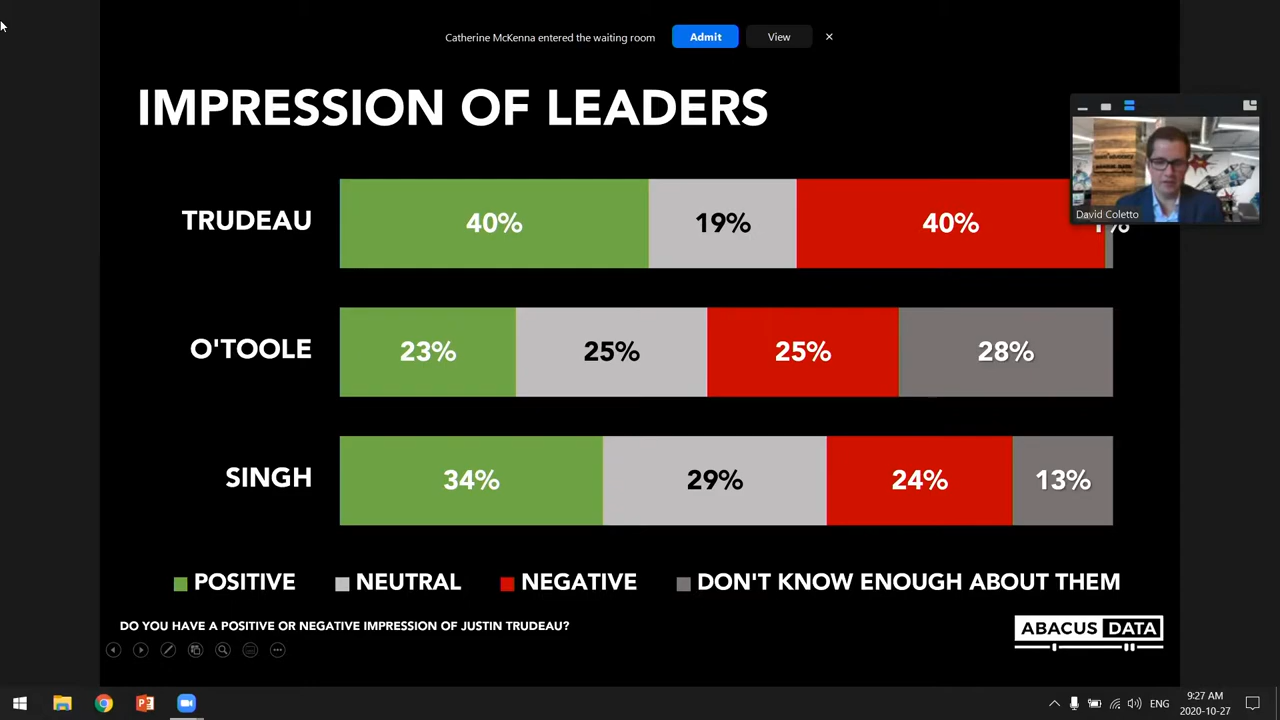 Catherine McKenna entered the waiting room
Admit
View
IMPRESSION OF LEADERS
David Coletto
TRUDEAU
40%
19%
40%
1%
O'TOOLE
23%
25%
25%
28%
SINGH
34%
29%
24%
13%
POSITIVE
NEUTRAL
NEGATIVE
DON'T KNOW ENOUGH ABOUT THEM
DO YOU HAVE A POSITIVE OR NEGATIVE IMPRESSION OF JUSTIN TRUDEAU?
ABACUS DATA
ENG
9:27 AM
2020-10-27